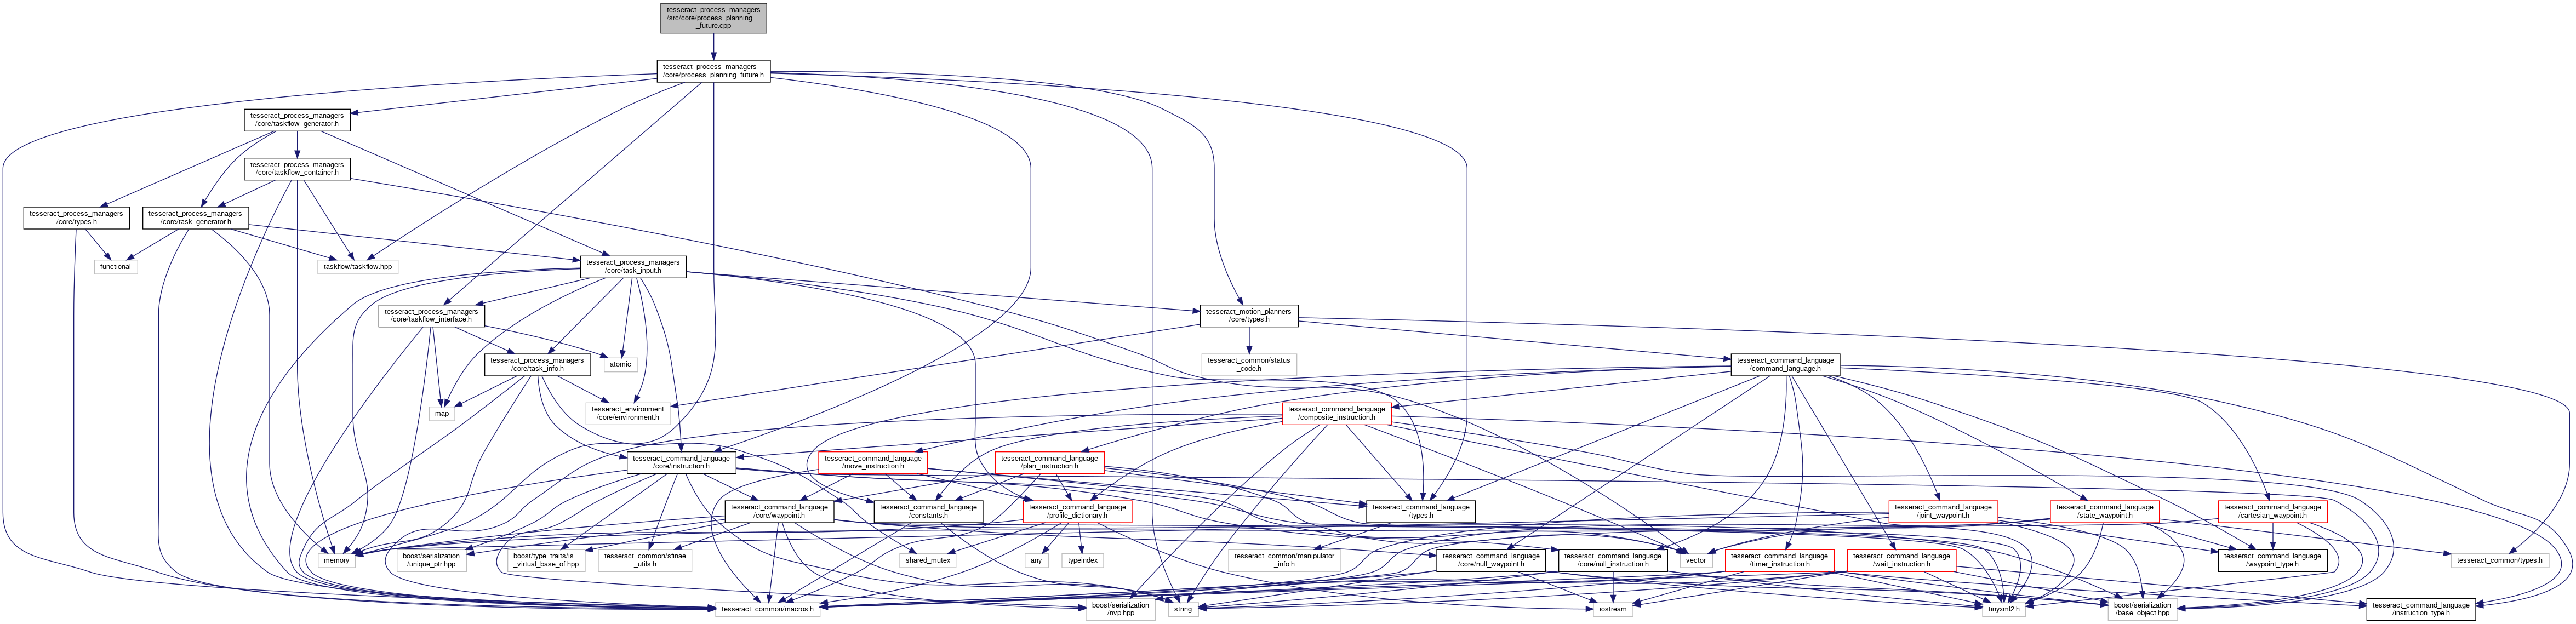 tesseract_process_managers
/src/core/process_planning
_future.cpp
tesseract_process_managers
/core/process_planning_future.h
tesseract_process_managers
/core/taskflow_generator.h
tesseract_process_managers
/core/taskflow_container.h
tesseract_process_managers
/core/types.h
tesseract_process_managers
/core/task_generator.h
functional
taskflow/taskflow.hpp
tesseract_process_managers
/core/task_input.h
tesseract_process_managers
/core/taskflow_interface.h
tesseract_motion_planners
/core/types.h
tesseract_process_managers
/core/task_info.h
atomic
tesseract_common/status
_code.h
tesseract_command_language
/command_language.h
map
tesseract_environment
/core/environment.h
tesseract_command_language
/composite_instruction.h
tesseract_command_language
/core/instruction.h
tesseract_command_language
/move_instruction.h
tesseract_command_language
/plan_instruction.h
tesseract_command_language
/core/waypoint.h
tesseract_command_language
/constants.h
tesseract_command_language
/profile_dictionary.h
tesseract_command_language
/types.h
tesseract_command_language
/joint_waypoint.h
tesseract_command_language
/state_waypoint.h
tesseract_command_language
/cartesian_waypoint.h
memory
boost/serialization
/unique_ptr.hpp
boost/type_traits/is
_virtual_base_of.hpp
tesseract_common/sfinae
_utils.h
shared_mutex
any
typeindex
tesseract_common/manipulator
_info.h
tesseract_command_language
/core/null_waypoint.h
tesseract_command_language
/core/null_instruction.h
vector
tesseract_command_language
/timer_instruction.h
tesseract_command_language
/wait_instruction.h
tesseract_command_language
/waypoint_type.h
tesseract_common/types.h
tesseract_common/macros.h
boost/serialization
/nvp.hpp
string
iostream
tinyxml2.h
boost/serialization
/base_object.hpp
tesseract_command_language
/instruction_type.h